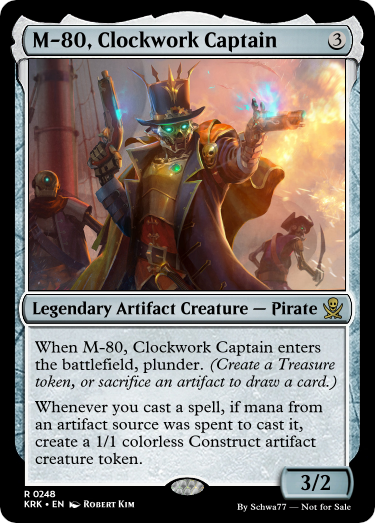 M-80, Clockwork Captain 3
Legendary Artifact Creature — Pirate
When M-80, Clockwork Captain enters
the battlefield, plunder. (Create a Treasure
token, or sacrifice an artifact to draw a card.)
Whenever you cast a spell, if mana from
an artifact source was spent to cast it,
create a 1/1 colorless Construct artifact
creature token.
3/2
R 0248
KRK • EN Robert Kim
By Schwa77 — Not for Sale